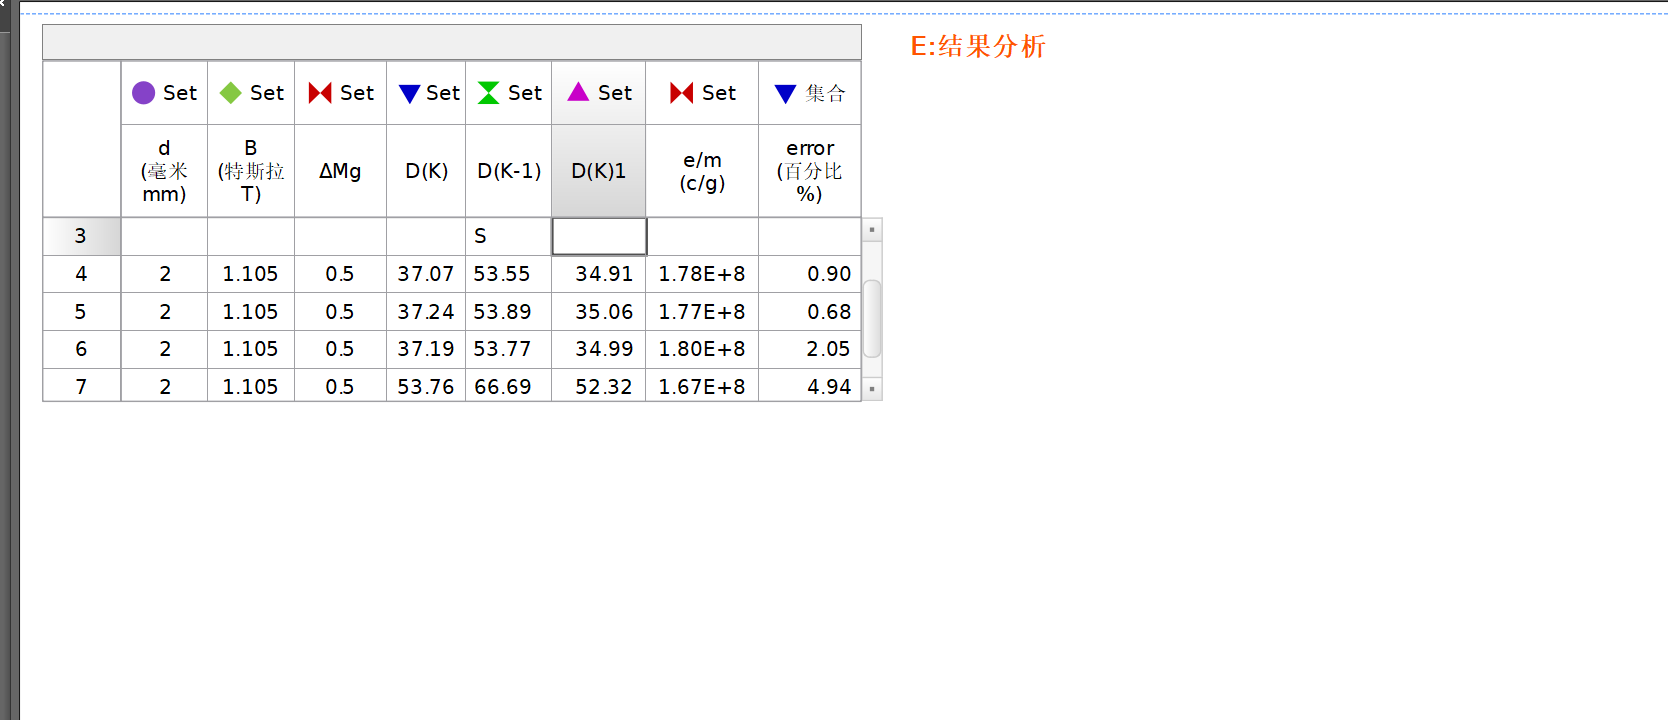 E:结果分析
Set Set Set Set Set Set Set 集合
d (毫米 mm) B (特斯拉 T) ΔMg D(K) D(K-1) D(K)1 e/m (c/g) error (百分比 %)
3 S
4 2 1.105 0.5 37.07 53.55 34.91 1.78E+8 0.90
5 2 1.105 0.5 37.24 53.89 35.06 1.77E+8 0.68
6 2 1.105 0.5 37.19 53.77 34.99 1.80E+8 2.05
7 2 1.105 0.5 53.76 66.69 52.32 1.67E+8 4.94